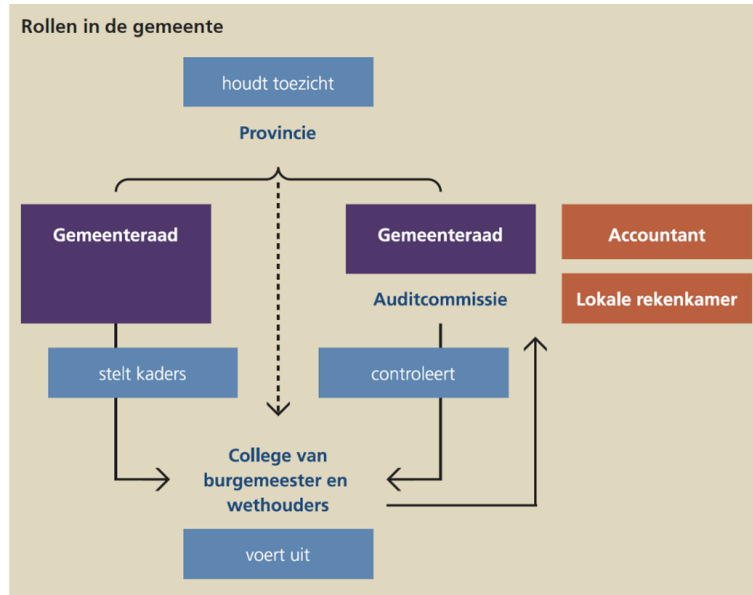 Rollen in de gemeente
houdt toezicht
Provincie
Gemeenteraad
Gemeenteraad
Accountant
Auditcommissie
Lokale rekenkamer
stelt kaders
controleert
College van
burgemeester en
wethouders
voert uit